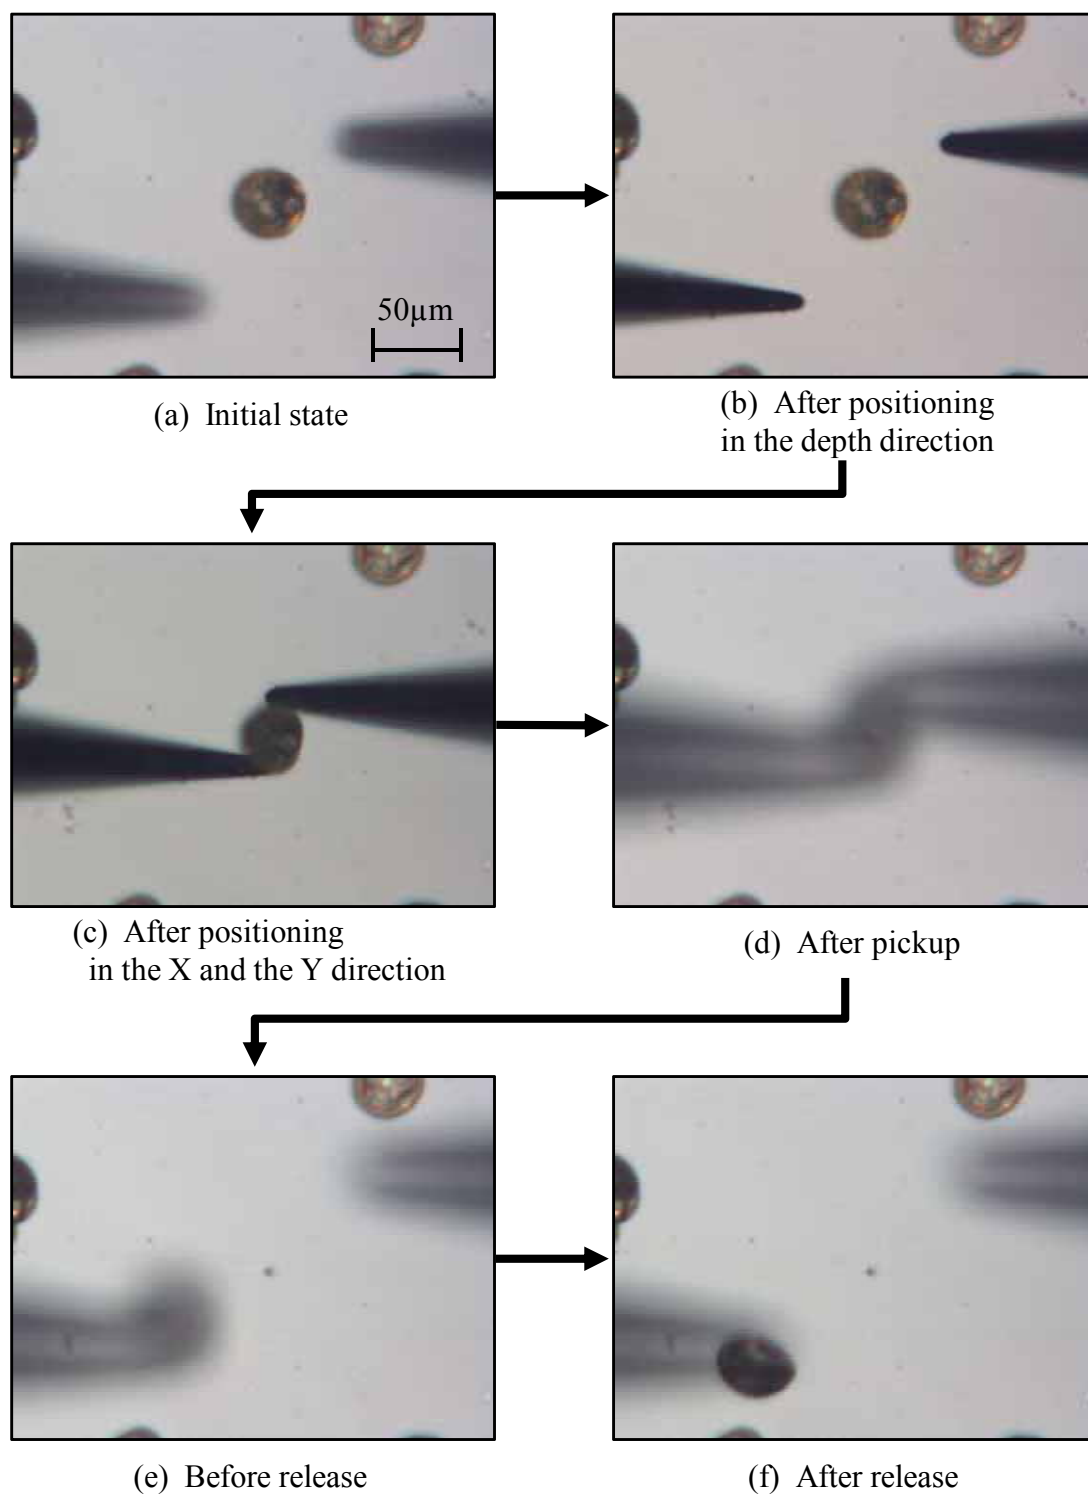 50µm
(a) Initial state
(b) After positioning
in the depth direction
(c) After positioning
in the X and the Y direction
(d) After pickup
(e) Before release
(f) After release